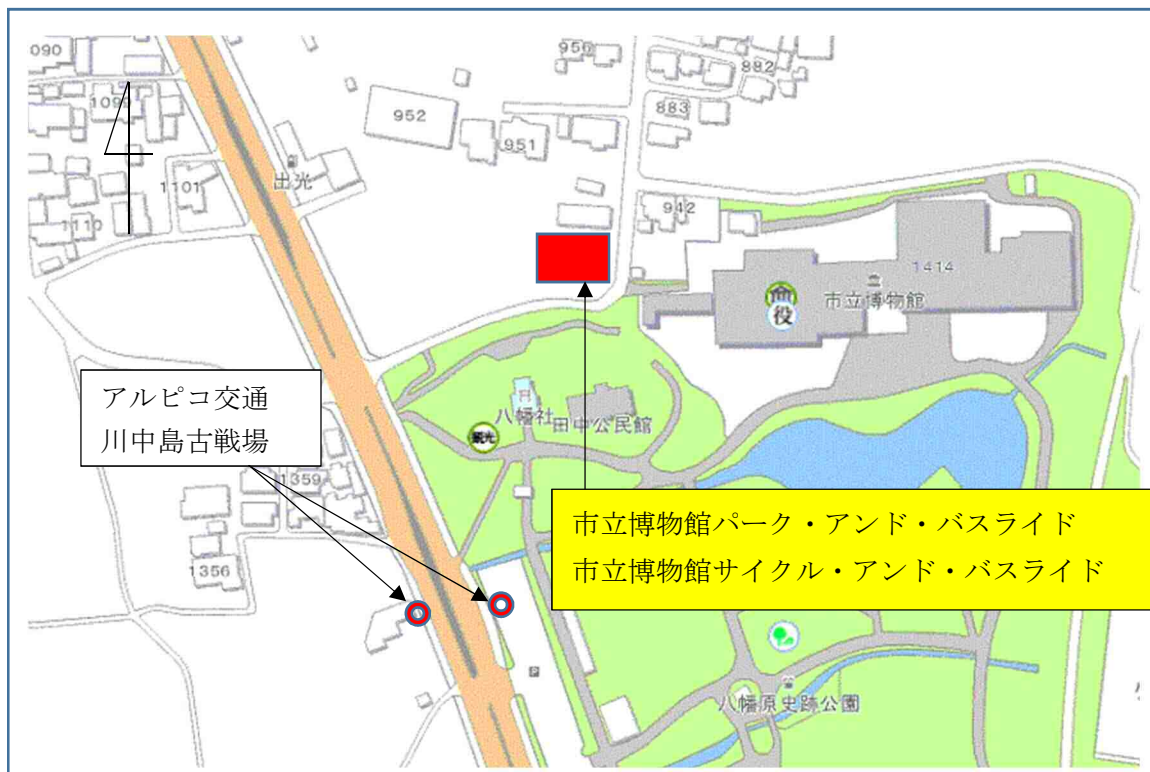 090
956
882
1099
952
883
951
出光
1101
942
1110
1414
市立博物館
役
アルピコ交通
川中島古戦場
八幡社
田中公民館
観光
1359
市立博物館パーク・アンド・バスライド
市立博物館サイクル・アンド・バスライド
1356
P
八幡原史跡公園